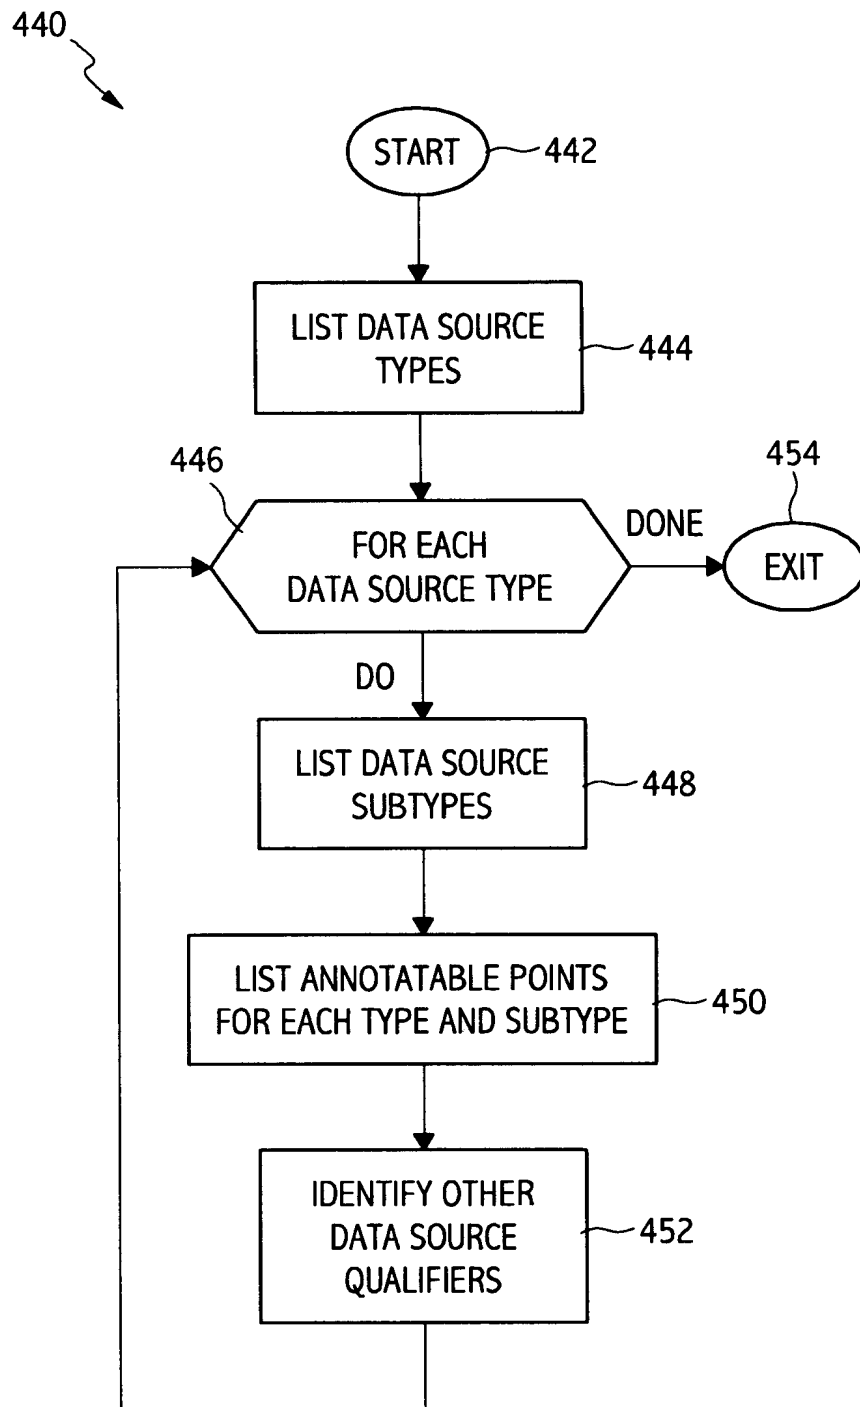 440
START
442
LIST DATA SOURCE
TYPES
444
446
FOR EACH
DATA SOURCE TYPE
DONE
454
EXIT
DO
LIST DATA SOURCE
SUBTYPES
448
LIST ANNOTATABLE POINTS
FOR EACH TYPE AND SUBTYPE
450
IDENTIFY OTHER
DATA SOURCE
QUALIFIERS
452